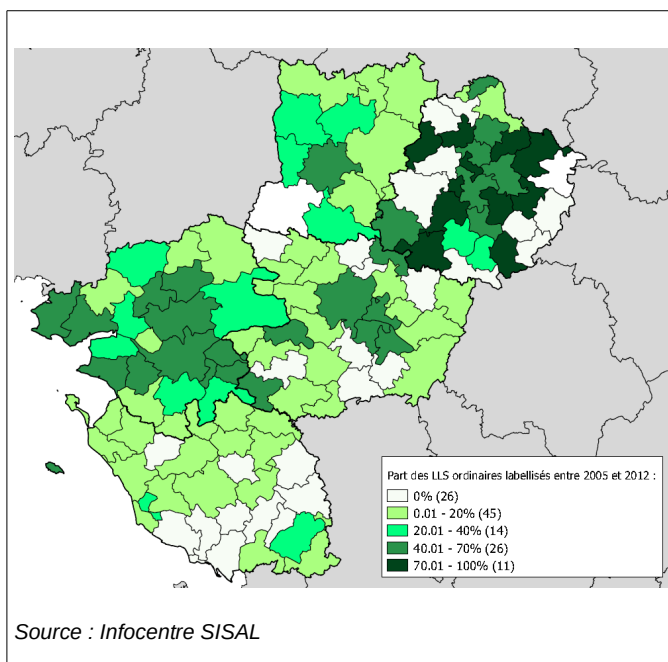 Part des LLS ordinaires labellisés entre 2005 et 2012 :
0% (26)
0.01 - 20% (45)
20.01 - 40% (14)
40.01 - 70% (26)
70.01 - 100% (11)
Source : Infocentre SISAL